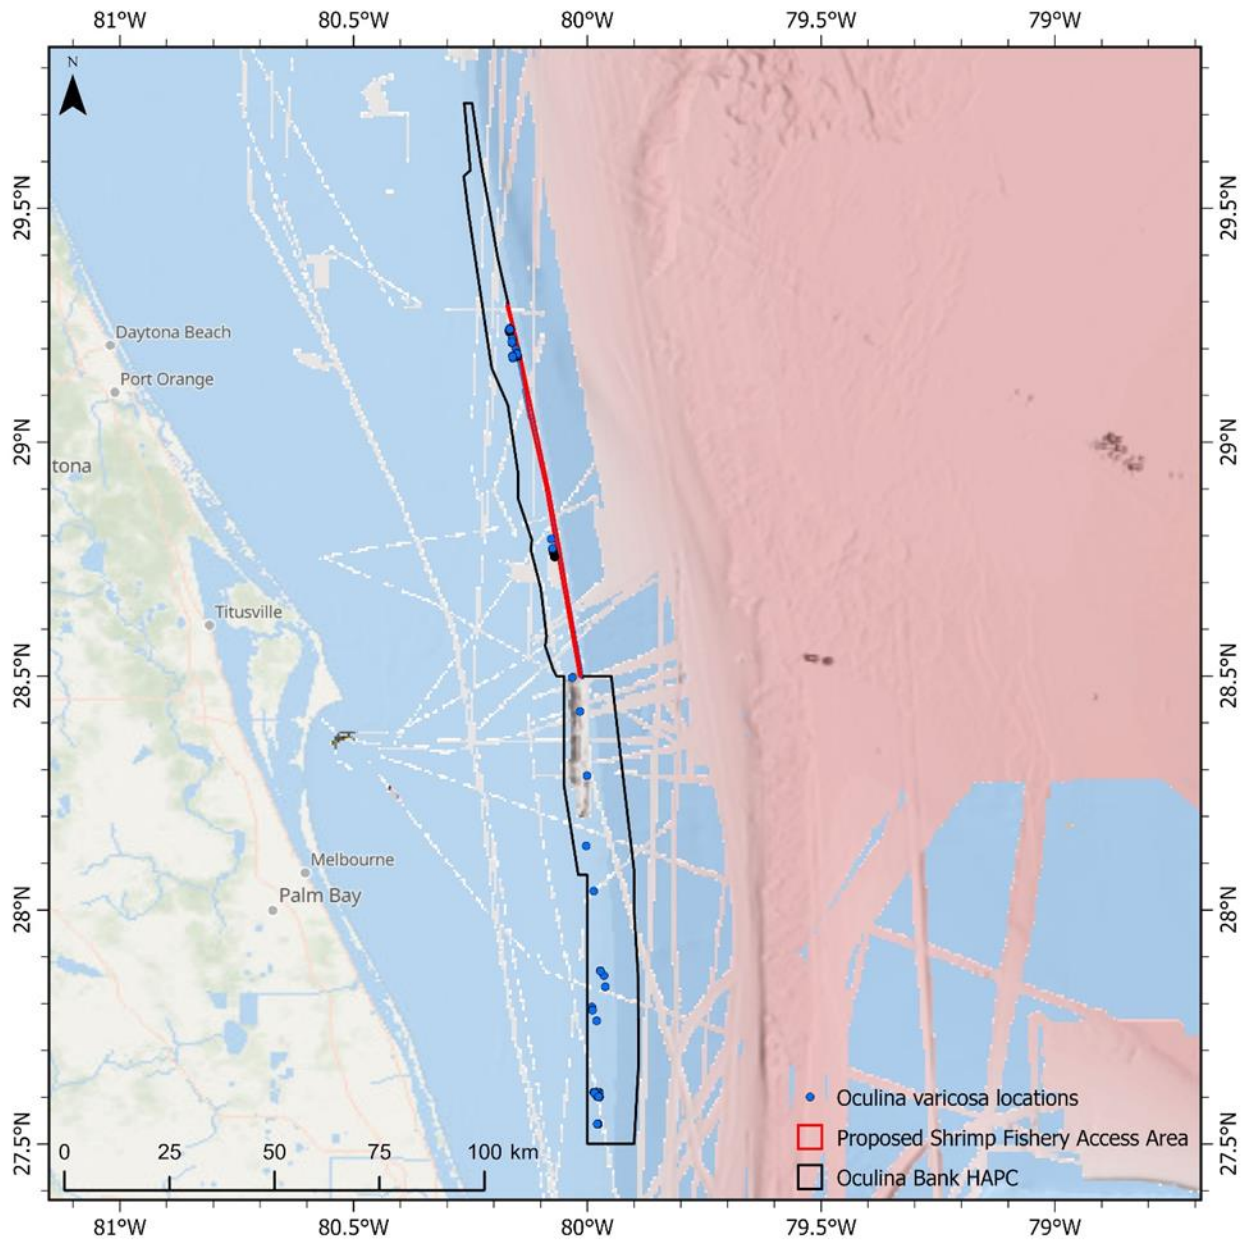 81°W 80.5°W 80°W 79.5°W 79°W
N
29.5°N 29.5°N
Daytona Beach
Port Orange
29°N 29°N
tona
Titusville
28.5°N 28.5°N
Melbourne
Palm Bay
28°N 28°N
Oculina varicosa locations
Proposed Shrimp Fishery Access Area
Oculina Bank HAPC
27.5°N 27.5°N
0 25 50 75 100 km
81°W 80.5°W 80°W 79.5°W 79°W